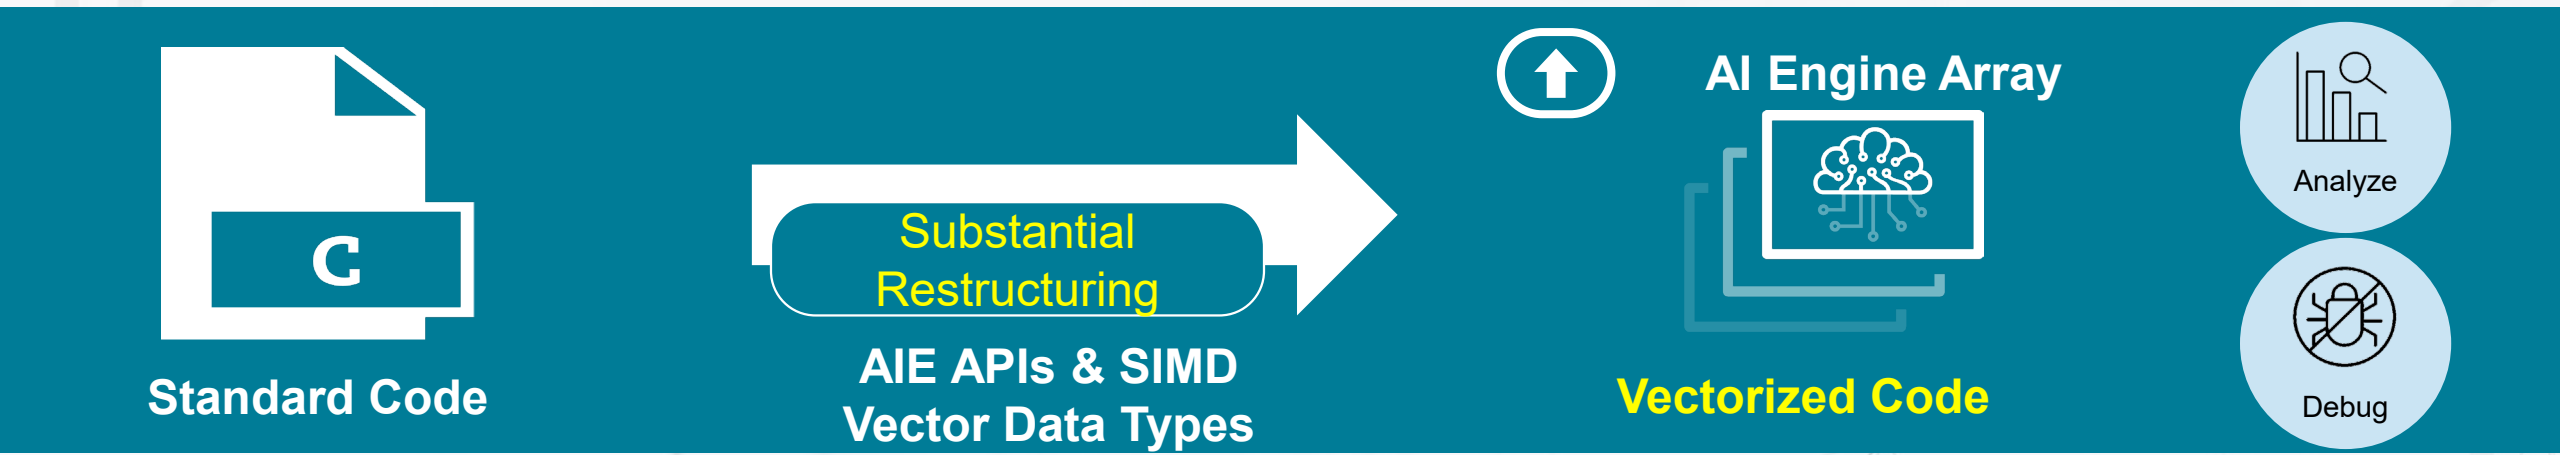 C
Standard Code
Substantial
Restructuring
AIE APIs & SIMD
Vector Data Types
AI Engine Array
Vectorized Code
Analyze
Debug